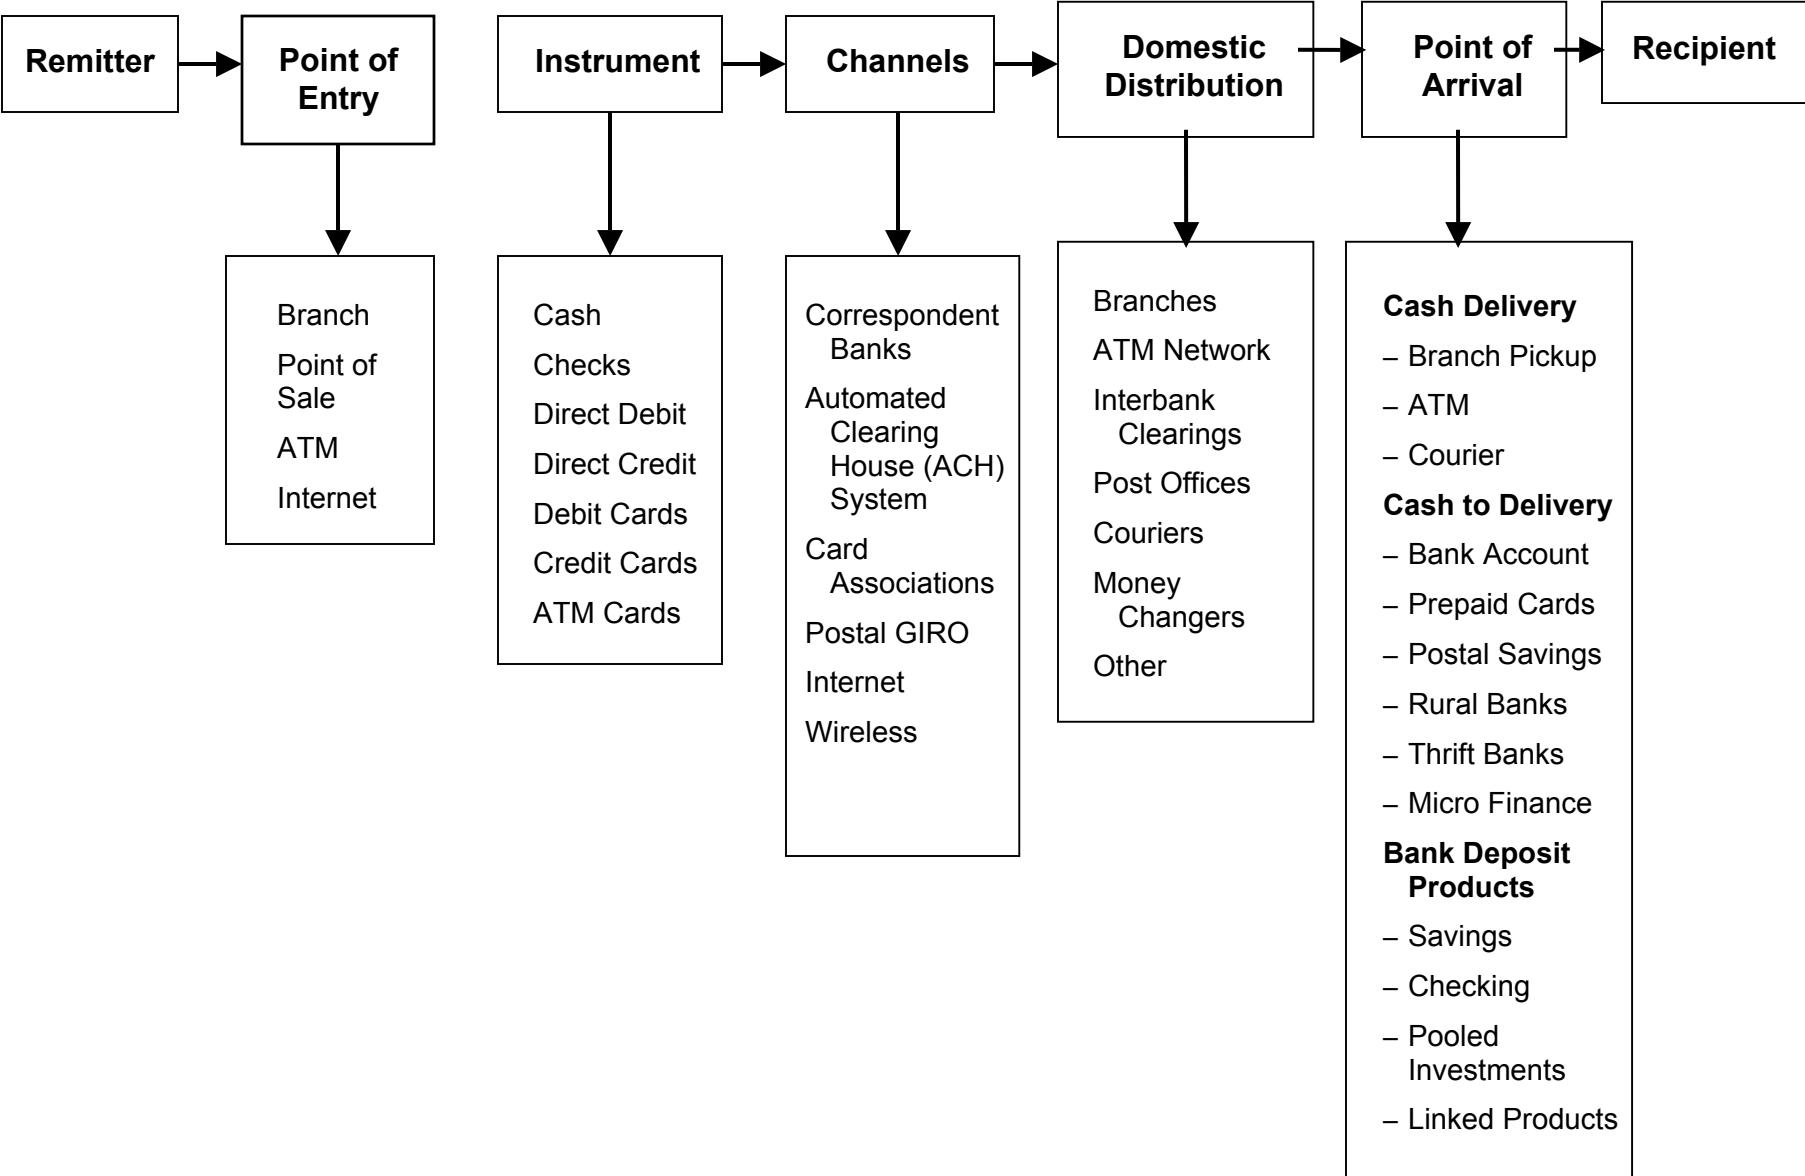 Remitter
Point of
Entry
Instrument
Channels
Domestic
Distribution
Point of
Arrival
Recipient
Branch
Point of
Sale
ATM
Internet
Cash
Checks
Direct Debit
Direct Credit
Debit Cards
Credit Cards
ATM Cards
Correspondent
Banks
Automated
Clearing
House (ACH)
System
Card
Associations
Postal GIRO
Internet
Wireless
Branches
ATM Network
Interbank
Clearings
Post Offices
Couriers
Money
Changers
Other
Cash Delivery
– Branch Pickup
– ATM
– Courier
Cash to Delivery
– Bank Account
– Prepaid Cards
– Postal Savings
– Rural Banks
– Thrift Banks
– Micro Finance
Bank Deposit
Products
– Savings
– Checking
– Pooled
Investments
– Linked Products